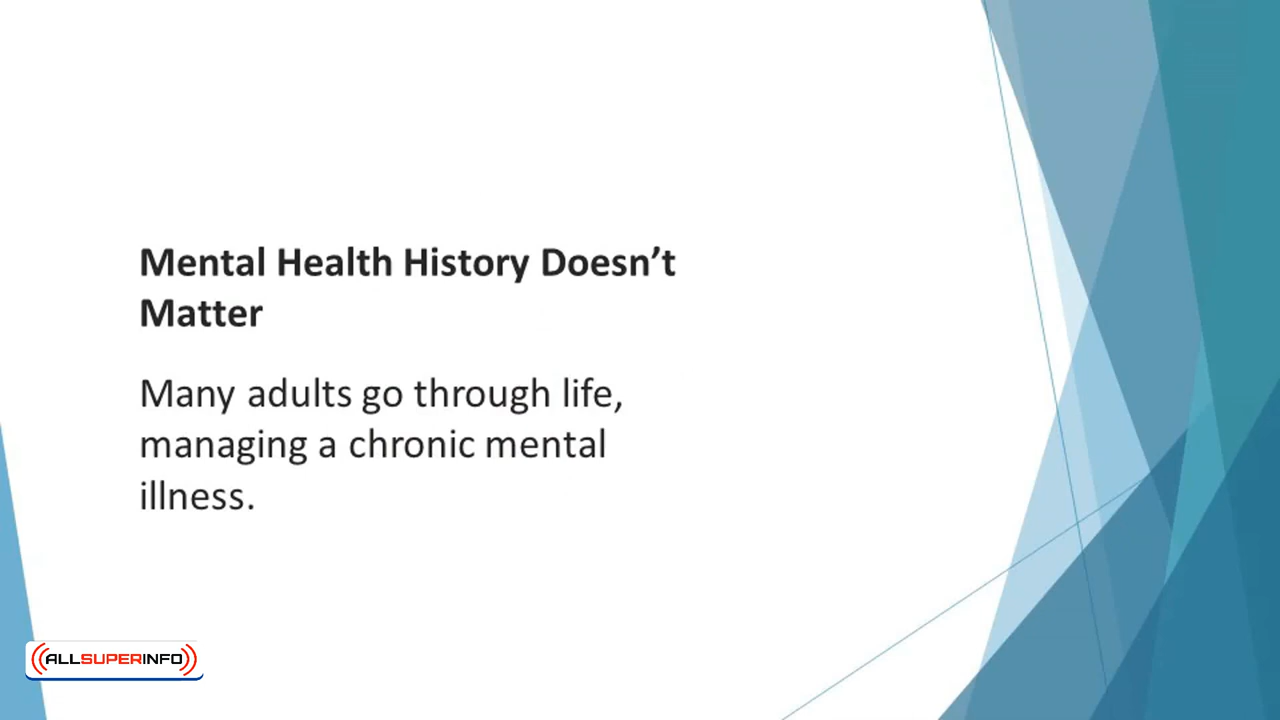 Mental Health History Doesn’t
Matter
Many adults go through life,
managing a chronic mental
illness.
ALLSUPERINFO